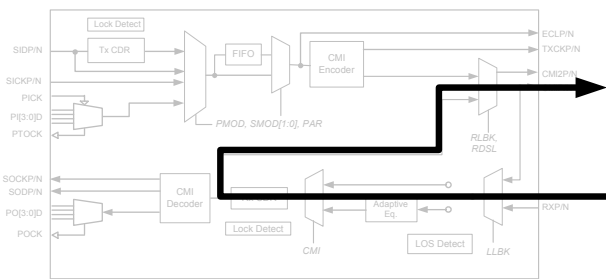 Lock Detect
SIDP/N
Tx CDR
ECLP/N
TXCKP/N
FIFO
CMI
Encoder
CMI2P/N
SICKP/N
PICK
PI[3:0]D
PTOCK
PMOD, SMOD[1:0], PAR
RLBK,
RDSL
SOCKP/N
SODP/N
PO[3:0]D
POCK
CMI
Decoder
Lock Detect
CMI
Adaptive
Eq.
LOS Detect
LLBK
RXP/N